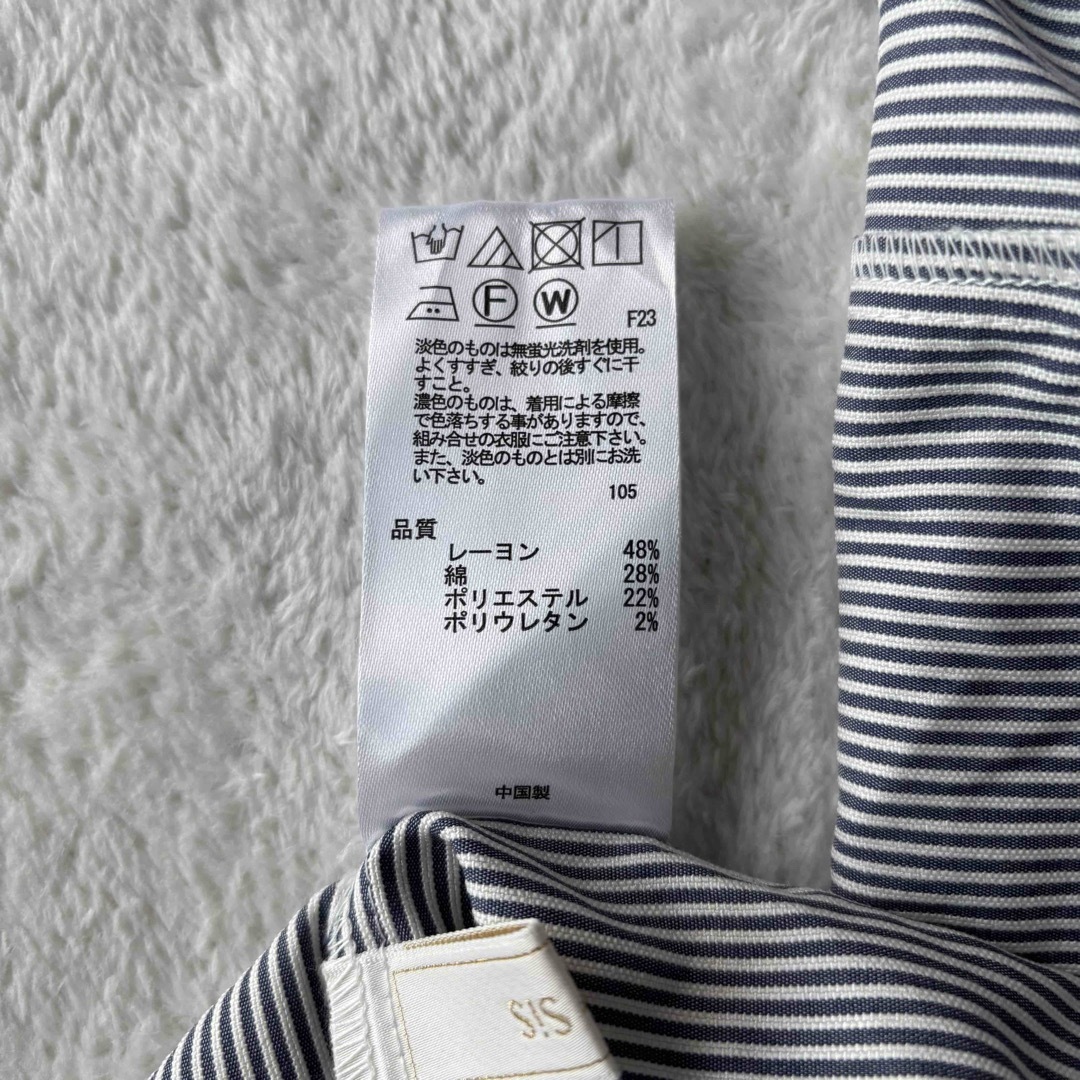 F W
F23
淡色のものは無蛍光洗剤を使用。
よくすすぎ、絞りの後すぐに干
すこと。
濃色のものは、着用による摩擦
で色落ちする事がありますので、
組み合せの衣服にご注意下さい。
また、淡色のものとは別にお洗
い下さい。
105
品質
レーヨン 48%
綿 28%
ポリエステル 22%
ポリウレタン 2%
中国製
SIS